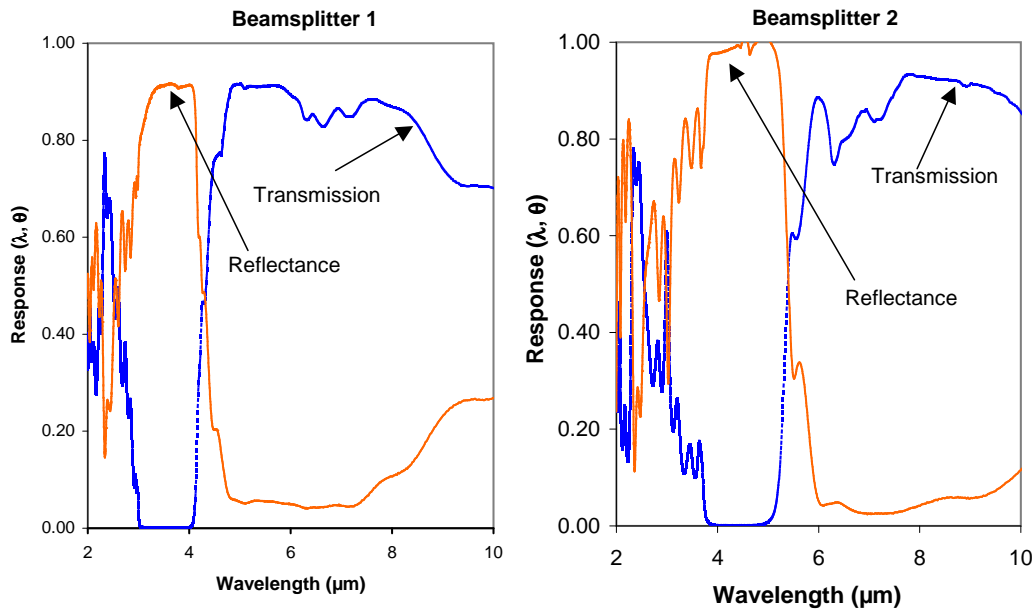 Beamsplitter 1
1.00
0.80
0.60
0.40
0.20
0.00
Response (λ, θ)
Transmission
Reflectance
2
4
6
8
10
Wavelength (µm)
Beamsplitter 2
1.00
0.80
0.60
0.40
0.20
0.00
Response (λ, θ)
Transmission
Reflectance
2
4
6
8
10
Wavelength (µm)